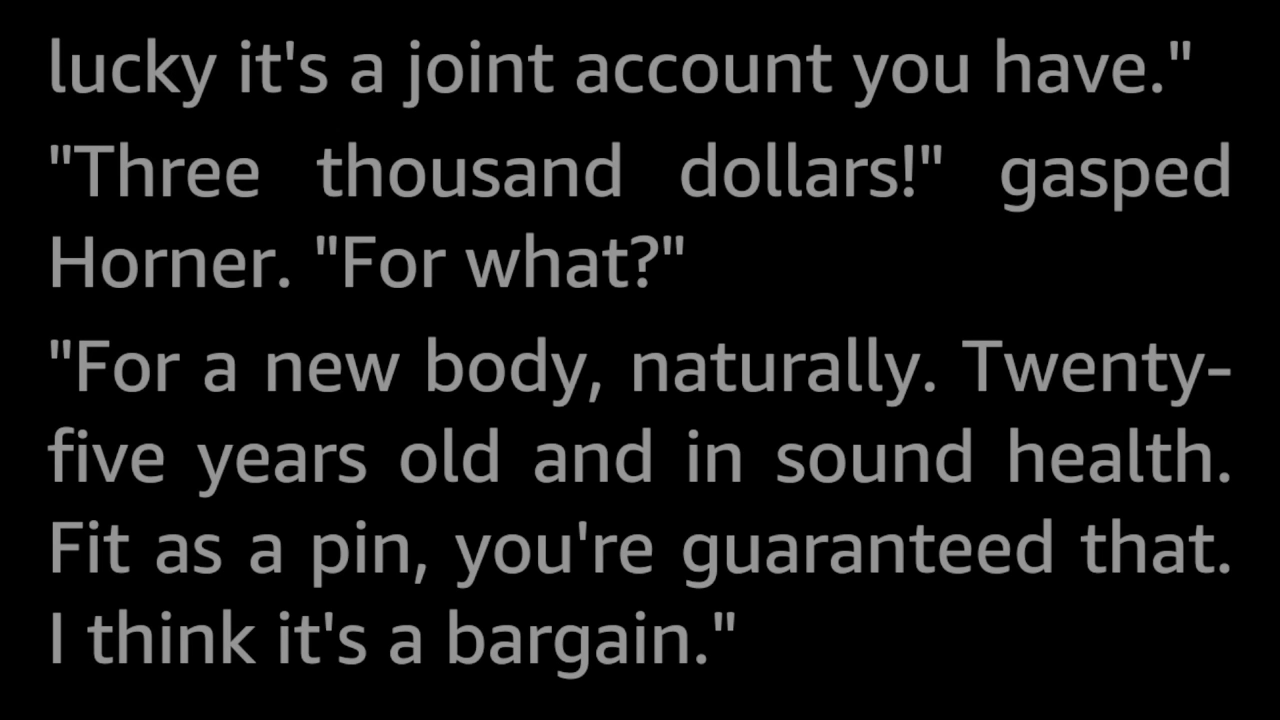 lucky it's a joint account you have."
"Three thousand dollars!" gasped
Horner. "For what?"
"For a new body, naturally. Twenty-
five years old and in sound health.
Fit as a pin, you're guaranteed that.
I think it's a bargain."